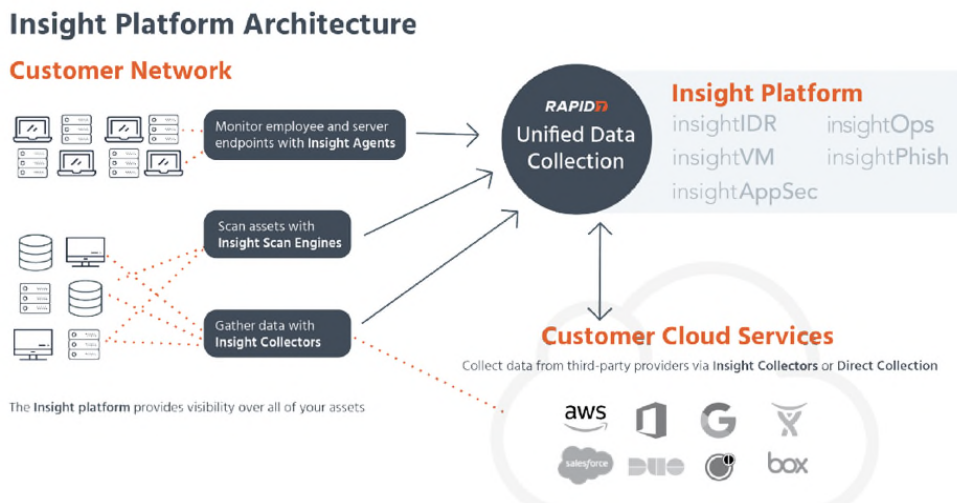 Insight Platform Architecture
Customer Network
Monitor employee and server
endpoints with Insight Agents
Scan assets with
Insight Scan Engines
Gather data with
Insight Collectors
The Insight platform provides visibility over all of your assets
RAPID7
Unified Data
Collection
Insight Platform
insightIDR insightOps
insightVM insightPhish
insightAppSec
Customer Cloud Services
Collect data from third-party providers via Insight Collectors or Direct Collection
aws
salesforce DUO box